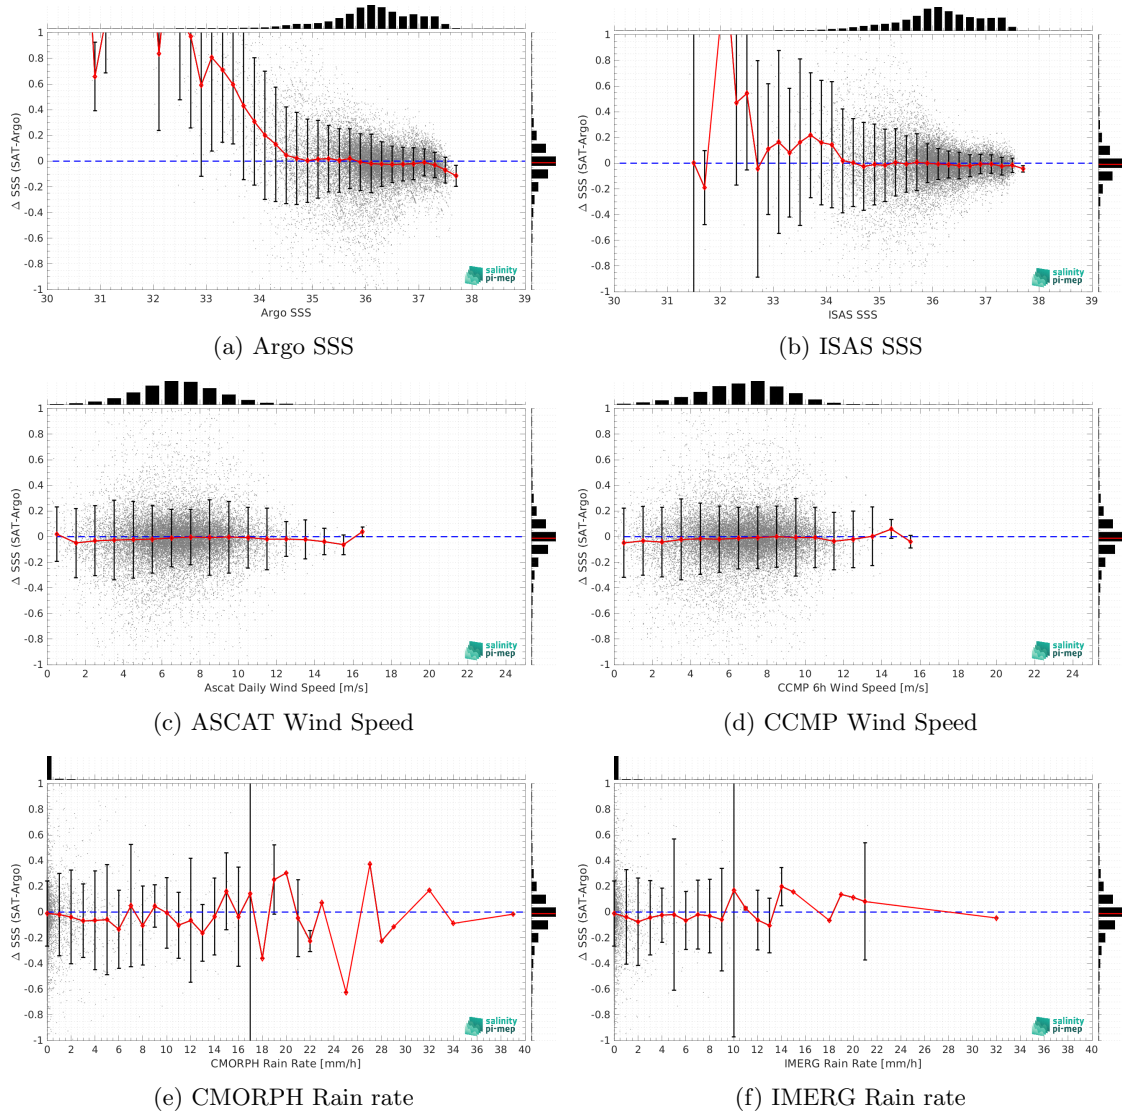 1
0.8
0.6
0.4
0.2
0
-0.2
-0.4
-0.6
-0.8
-1
Δ SSS (SAT-Argo)
salinity
pi-mep
30 31 32 33 34 35 36 37 38 39
Argo SSS
(a) Argo SSS
1
0.8
0.6
0.4
0.2
0
-0.2
-0.4
-0.6
-0.8
-1
Δ SSS (SAT-Argo)
salinity
pi-mep
30 31 32 33 34 35 36 37 38 39
ISAS SSS
(b) ISAS SSS
1
0.8
0.6
0.4
0.2
0
-0.2
-0.4
-0.6
-0.8
-1
Δ SSS (SAT-Argo)
salinity
pi-mep
0 2 4 6 8 10 12 14 16 18 20 22 24
Ascat Daily Wind Speed [m/s]
(c) ASCAT Wind Speed
1
0.8
0.6
0.4
0.2
0
-0.2
-0.4
-0.6
-0.8
-1
Δ SSS (SAT-Argo)
salinity
pi-mep
0 2 4 6 8 10 12 14 16 18 20 22 24
CCMP 6h Wind Speed [m/s]
(d) CCMP Wind Speed
1
0.8
0.6
0.4
0.2
0
-0.2
-0.4
-0.6
-0.8
-1
Δ SSS (SAT-Argo)
salinity
pi-mep
0 2 4 6 8 10 12 14 16 18 20 22 24 26 28 30 32 34 36 38 40
CMORPH Rain Rate [mm/h]
(e) CMORPH Rain rate
1
0.8
0.6
0.4
0.2
0
-0.2
-0.4
-0.6
-0.8
-1
Δ SSS (SAT-Argo)
salinity
pi-mep
0 2 4 6 8 10 12 14 16 18 20 22 24 26 28 30 32 34 36 38 40
IMERG Rain Rate [mm/h]
(f) IMERG Rain rate